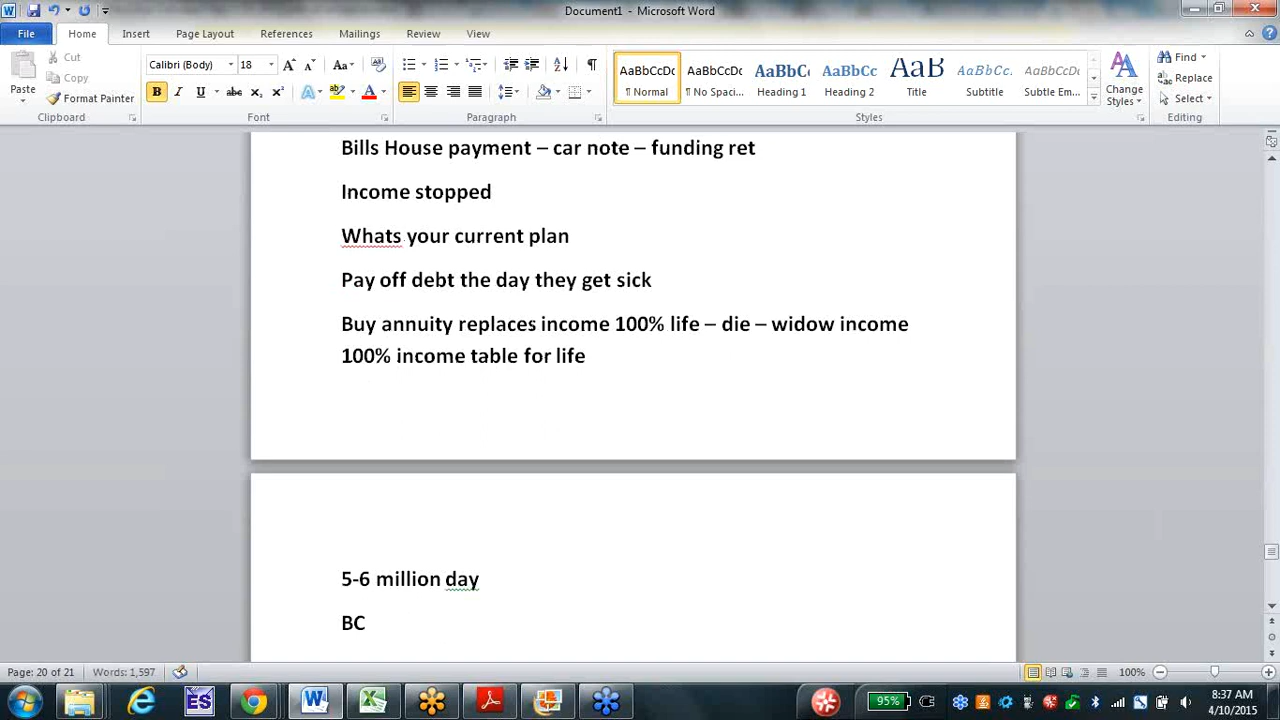 Document1 - Microsoft Word
File Home Insert Page Layout References Mailings Review View
Paste
Cut
Copy
Format Painter
Clipboard
Calibri (Body) 18
Font
Paragraph
AaBbCcDc AaBbCcDc AaBbC AaBbCc AaB AaBbCc. AaBbCcDc
¶ Normal ¶ No Spaci... Heading 1 Heading 2 Title Subtitle Subtle Em...
Change Styles
Styles
Find
Replace
Select
Editing
Bills House payment – car note – funding ret
Income stopped
Whats your current plan
Pay off debt the day they get sick
Buy annuity replaces income 100% life – die – widow income
100% income table for life
5-6 million day
BC
Page: 20 of 21 Words: 1,597 100%
ES
95%
8:37 AM
4/10/2015